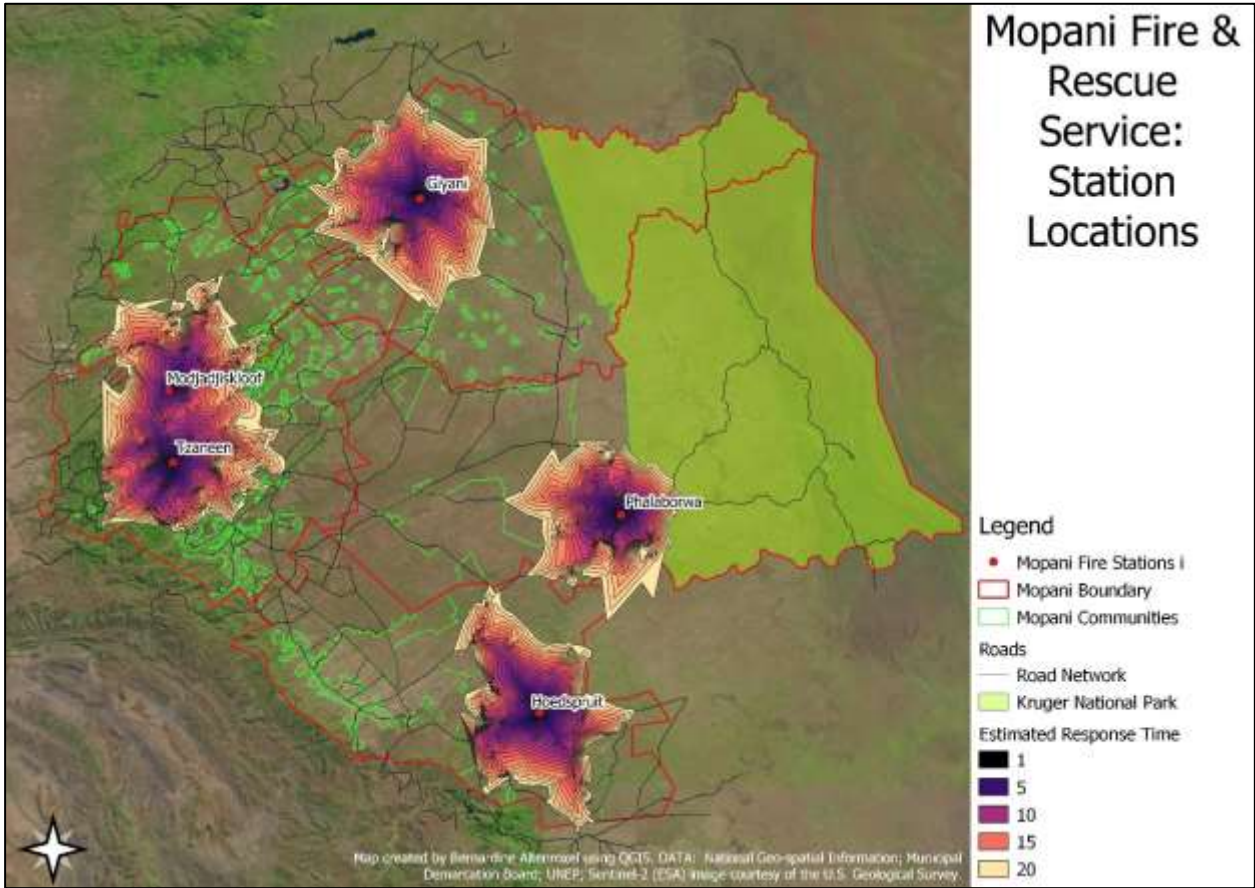 Mopani Fire &
Rescue
Service:
Station
Locations
Giyani
Modjadjiskloof
Tzaneen
Phalaborwa
Hoedspruit
Legend
Mopani Fire Stations i
Mopani Boundary
Mopani Communities
Roads
Road Network
Kruger National Park
Estimated Response Time
1
5
10
15
20
Map created by Bernardine Altenroxel using QGIS. DATA: National Geo-spatial Information; Municipal
Demarcation Board; UNEP; Sentinel-2 (ESA) image courtesy of the U.S. Geological Survey.